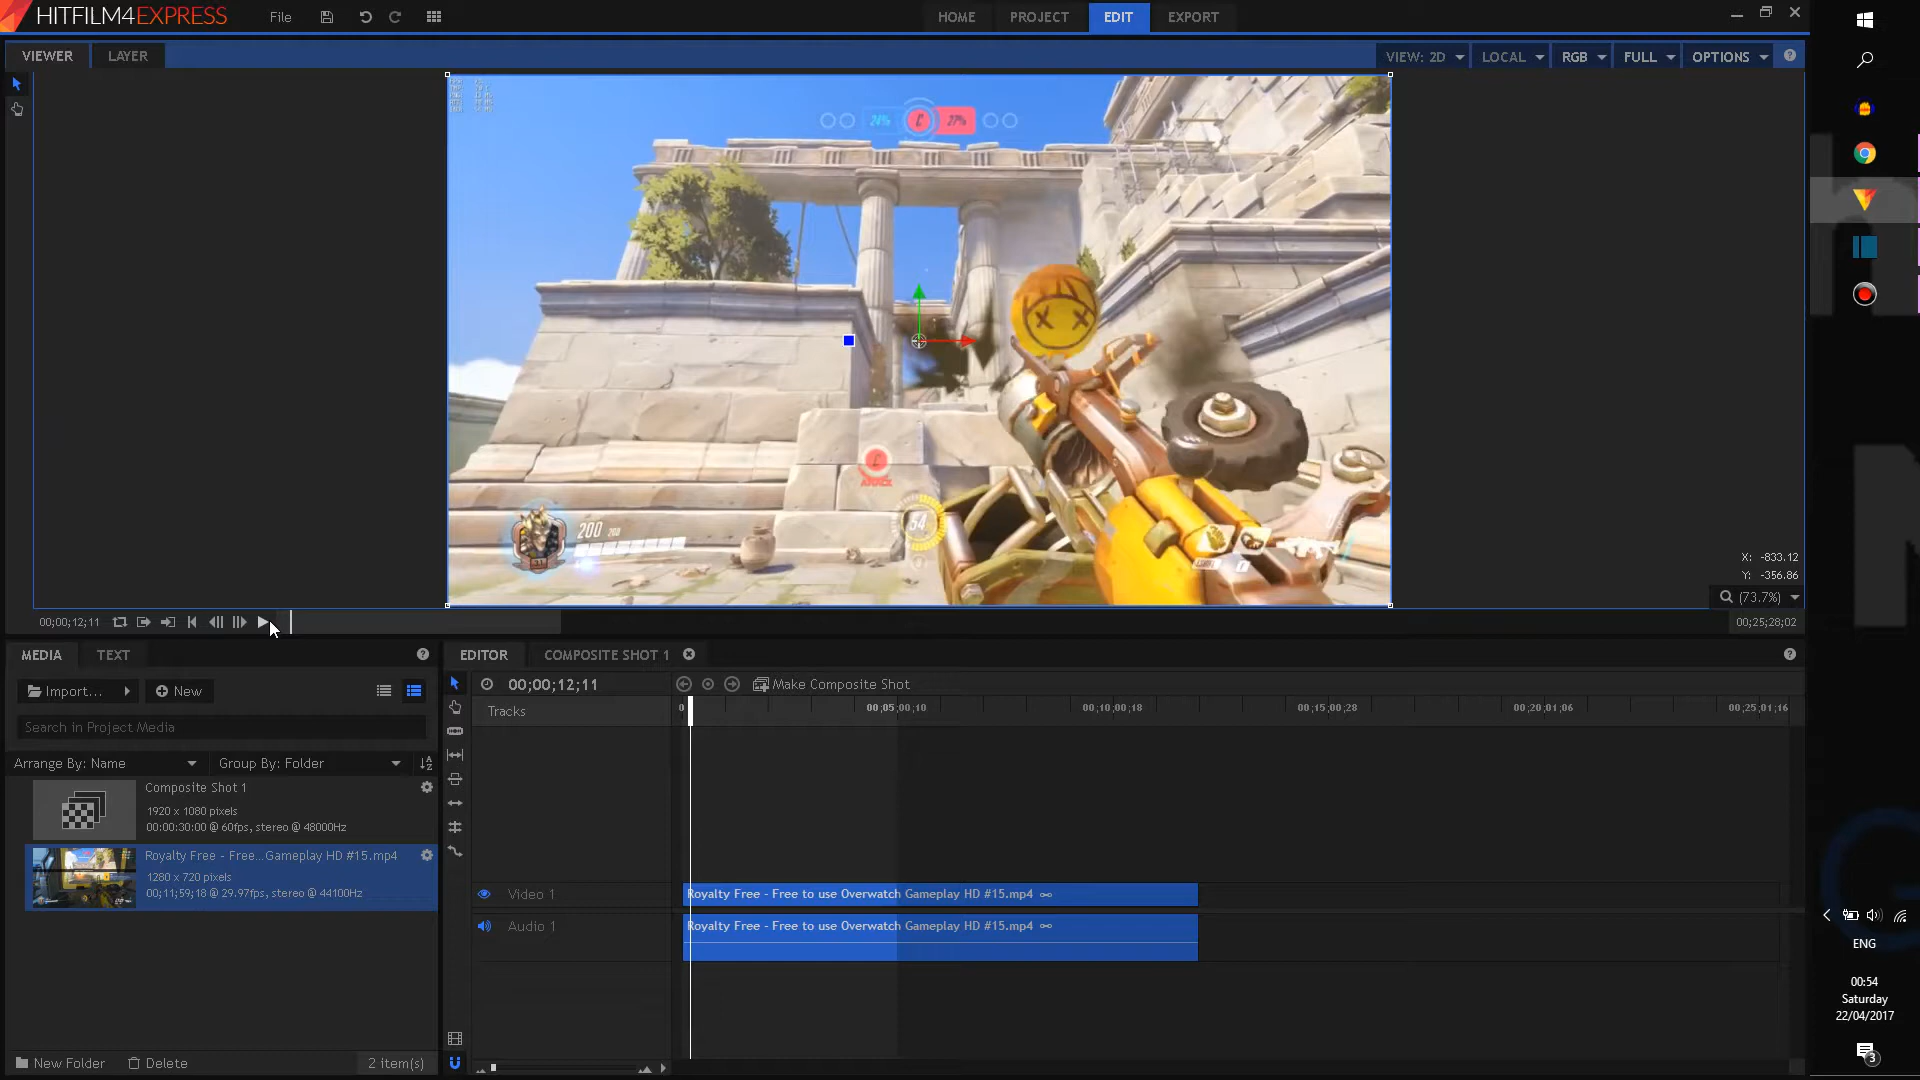 HITFILM4EXPRESS File HOME PROJECT EDIT EXPORT
VIEWER LAYER VIEW: 2D LOCAL RGB FULL OPTIONS
24% C 27%
C
ATTACK
54
200 200
X: -833.12
Y: -356.86
(73.7%)
00;00;12;11 00;25;28;02
MEDIA TEXT EDITOR COMPOSITE SHOT 1
Import... New 00;00;12;11 Make Composite Shot
Tracks 0 00;05;00;10 00;10;00;18 00;15;00;28 00;20;01;06 00;25;01;16
Search in Project Media
Arrange By: Name Group By: Folder
Composite Shot 1
1920 x 1080 pixels
00:00:30:00 @ 60fps, stereo @ 48000Hz
Royalty Free - Free...Gameplay HD #15.mp4
1280 x 720 pixels
00;11;59;18 @ 29.97fps, stereo @ 44100Hz
Video 1 Royalty Free - Free to use Overwatch Gameplay HD #15.mp4
Audio 1 Royalty Free - Free to use Overwatch Gameplay HD #15.mp4
New Folder Delete 2 item(s)
ENG
00:54
Saturday
22/04/2017
3